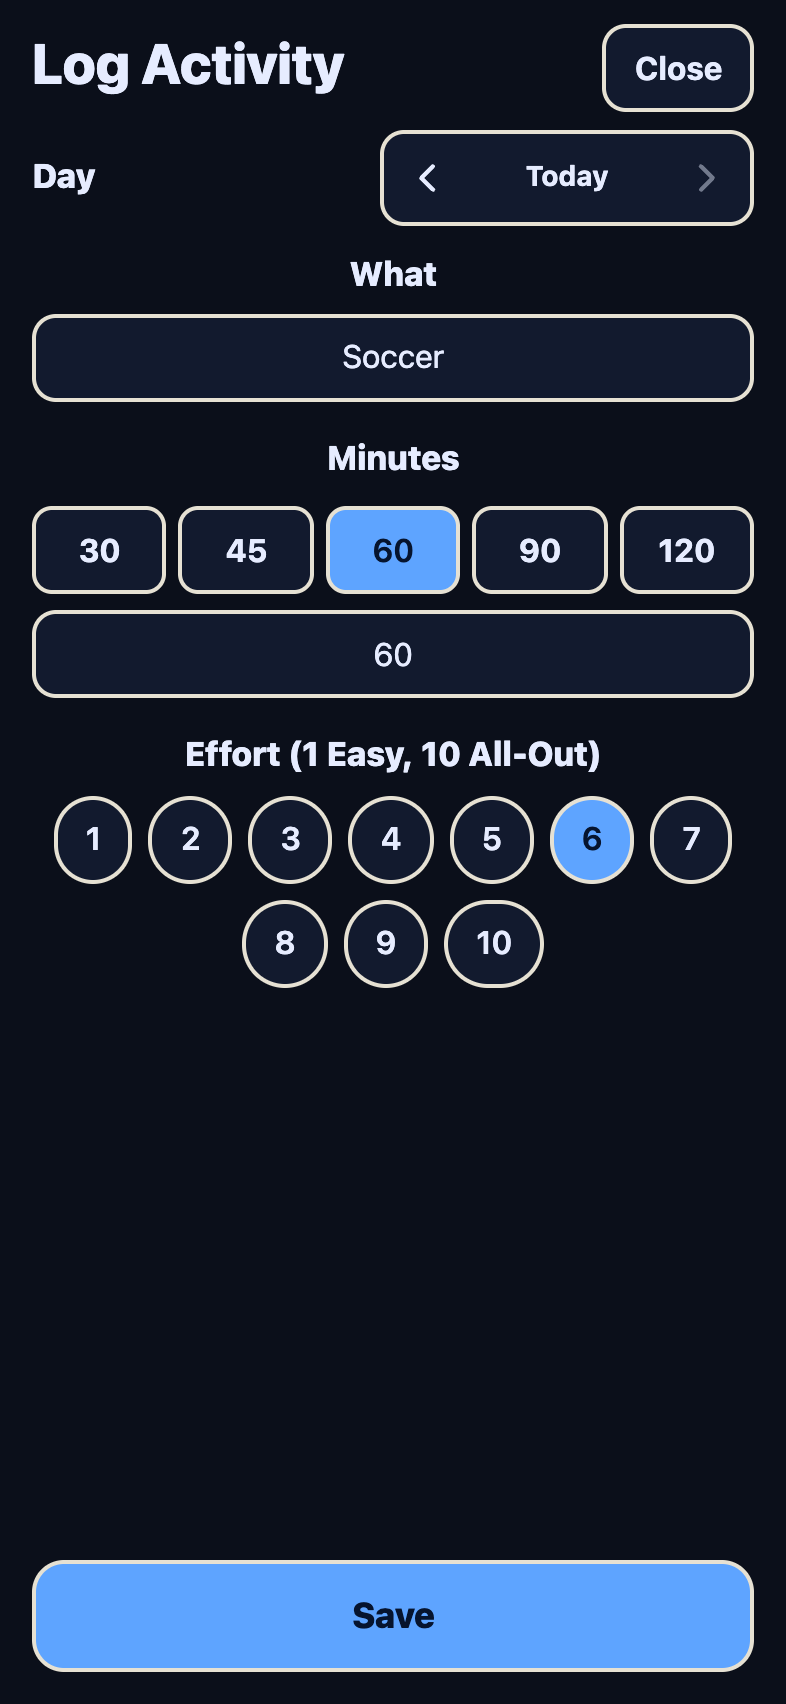 Log Activity
Close
Day
Today
What
Soccer
Minutes
30 45 60 90 120
60
Effort (1 Easy, 10 All-Out)
1 2 3 4 5 6 7
8 9 10
Save